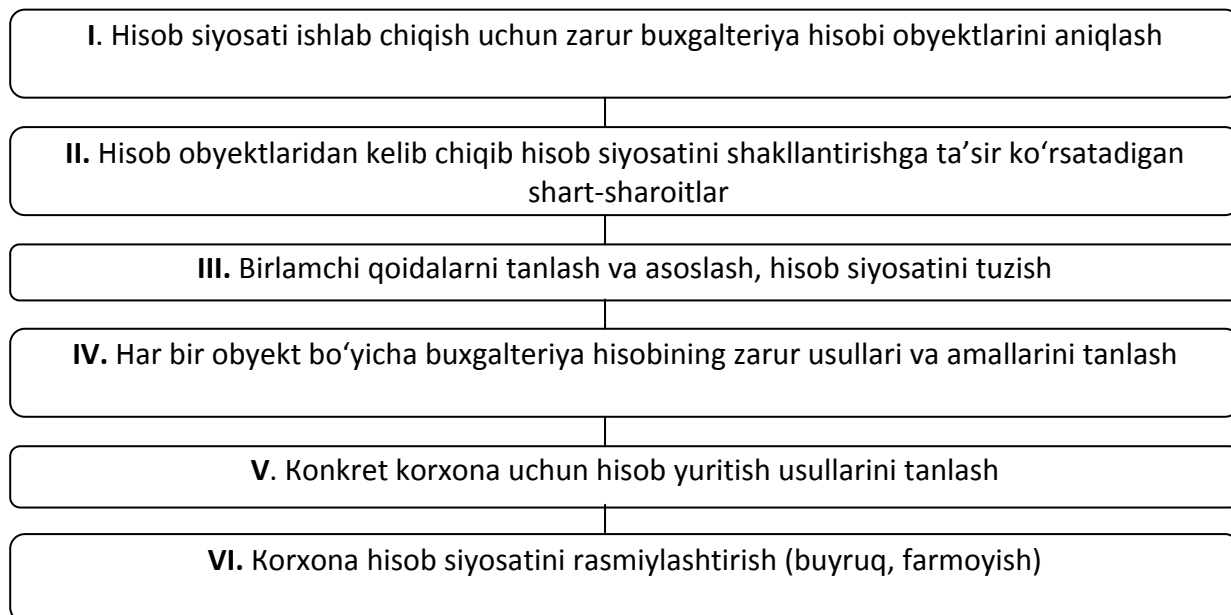 I. Hisob siyosati ishlab chiqish uchun zarur buxgalteriya hisobi obyektlarini aniqlash
II. Hisob obyektlaridan kelib chiqib hisob siyosatini shakllantirishga ta’sir ko‘rsatadigan
shart-sharoitlar
III. Birlamchi qoidalarni tanlash va asoslash, hisob siyosatini tuzish
IV. Har bir obyekt bo‘yicha buxgalteriya hisobining zarur usullari va amallarini tanlash
V. Konkret korxona uchun hisob yuritish usullarini tanlash
VI. Korxona hisob siyosatini rasmiylashtirish (buyruq, farmoyish)